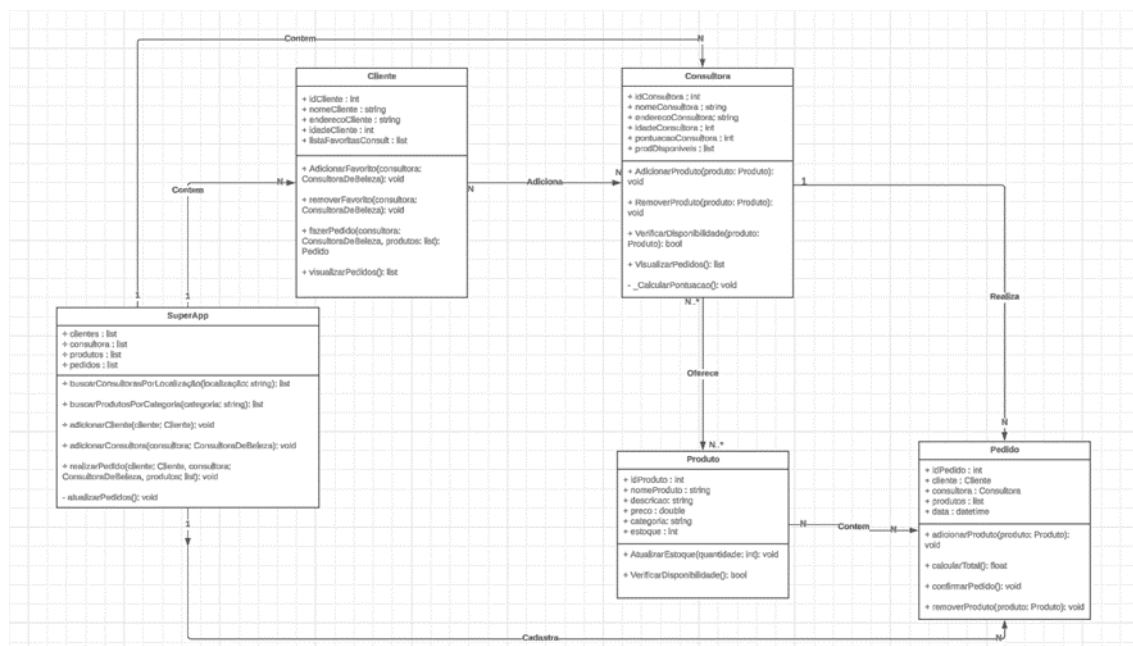 Contem
N
Cliente
+ idCliente : int
+ nomeCliente : string
+ enderecoCliente : string
+ idadeCliente : int
+ listaFavoritasConsult : list
+ AdicionarFavorito(consultora:
ConsultoraDeBeleza): void
+ removerFavorito(consultora:
ConsultoraDeBeleza): void
+ fazerPedido(consultora:
ConsultoraDeBeleza, produtos: list):
Pedido
+ visualizarPedidos(): list
Consultora
+ idConsultora : int
+ nomeConsultora : string
+ enderecoConsultora: string
+ idadeConsultora : int
+ pontuacaoConsultora : int
+ prodDisponiveis : list
+ AdicionarProduto(produto: Produto):
void
+ RemoverProduto(produto: Produto):
void
+ VerificarDisponibilidade(produto:
Produto): bool
+ VisualizarPedidos(): list
- _CalcularPontuacao(): void
Contem
N
N
Adiciona
N
1
1
1
Realiza
N
SuperApp
+ clientes : list
+ consultora : list
+ produtos : list
+ pedidos : list
+ buscarConsultorasPorLocalização(localização: string): list
+ buscarProdutosPorCategoria(categoria: string): list
+ adicionarCliente(cliente: Cliente): void
+ adicionarConsultora(consultora: ConsultoraDeBeleza): void
+ realizarPedido(cliente: Cliente, consultora:
ConsultoraDeBeleza, produtos: list): void
- atualizarPedidos(): void
N..*
Oferece
N..*
Produto
+ idProduto : int
+ nomeProduto : string
+ descricao: string
+ preco : double
+ categoria: string
+ estoque : int
+ AtualizarEstoque(quantidade: int): void
+ VerificarDisponibilidade(): bool
N
Contem
N
Pedido
+ idPedido : int
+ cliente : Cliente
+ consultora : Consultora
+ produtos : list
+ data : datetime
+ adicionarProduto(produto: Produto):
void
+ calcularTotal(): float
+ confirmarPedido(): void
+ removerProduto(produto: Produto): void
1
Cadastra
N